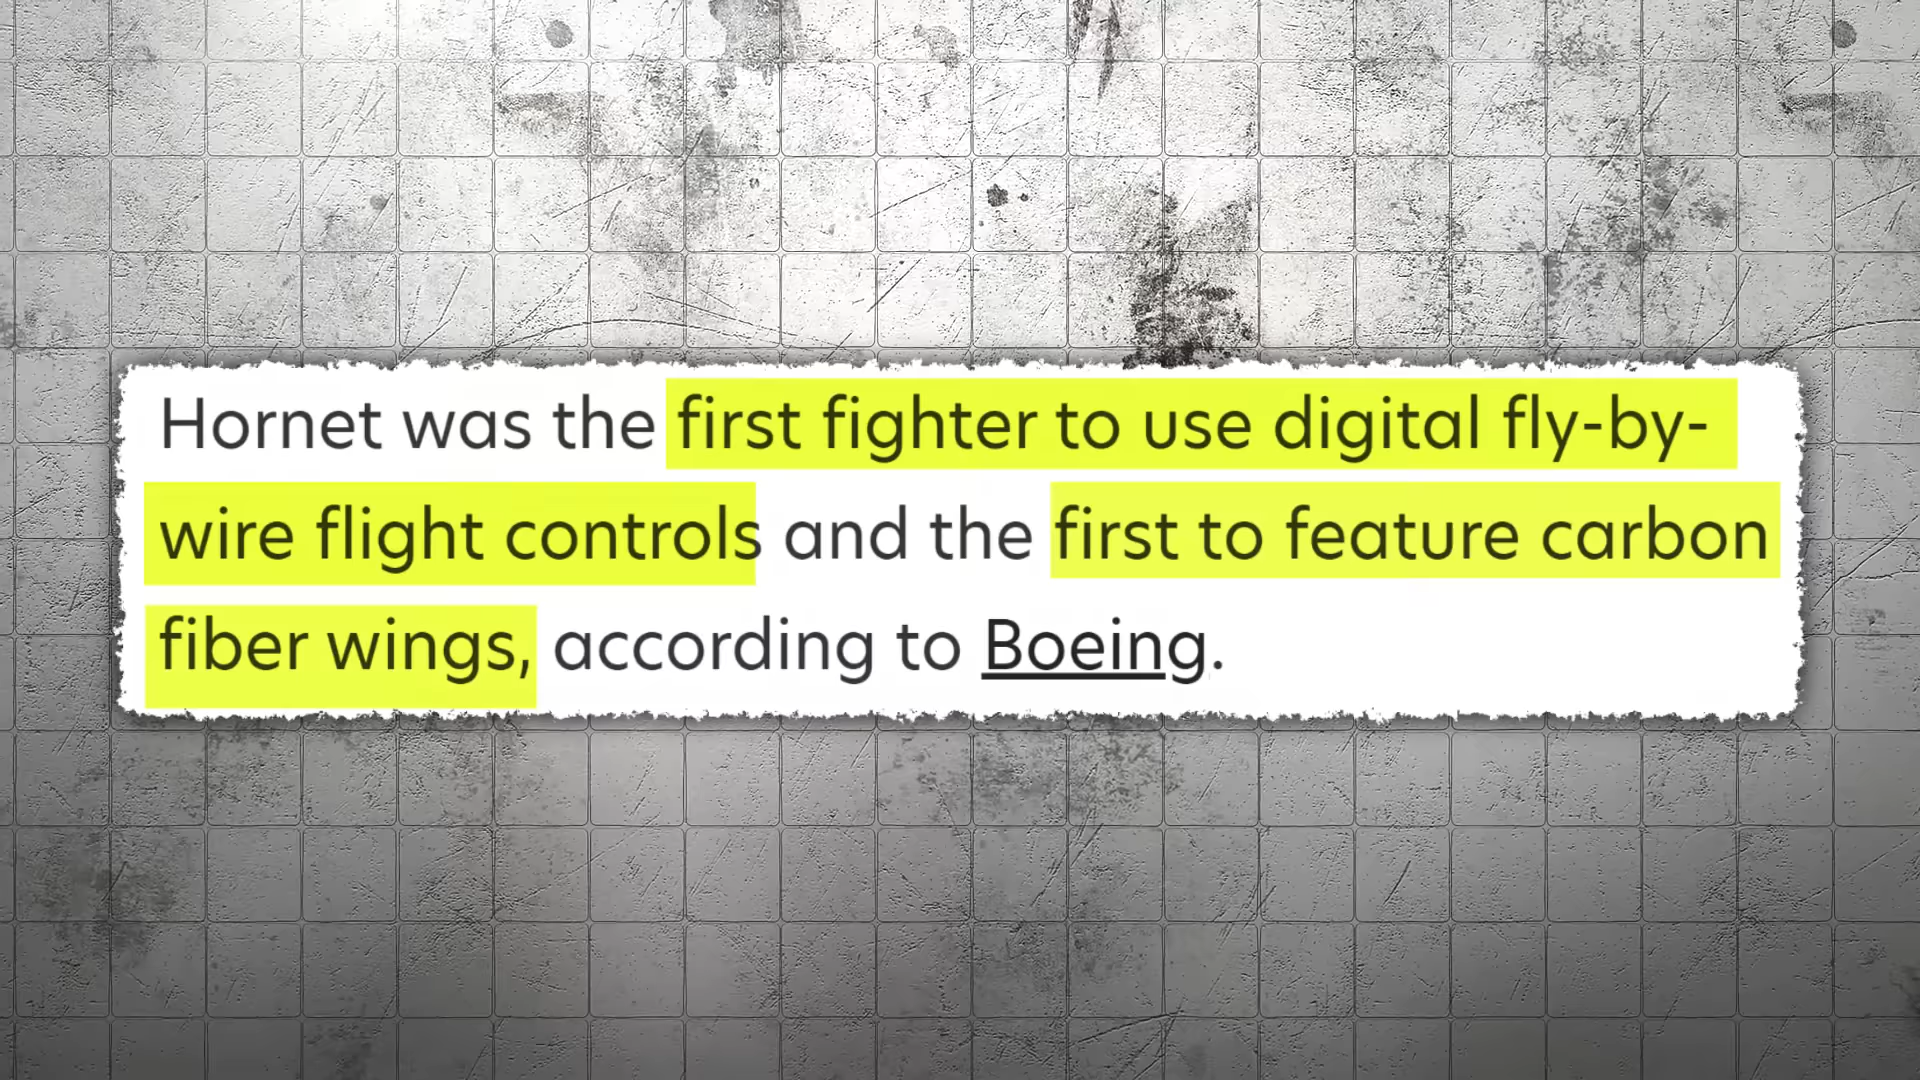 Hornet was the first fighter to use digital fly-by-
wire flight controls and the first to feature carbon
fiber wings, according to Boeing.